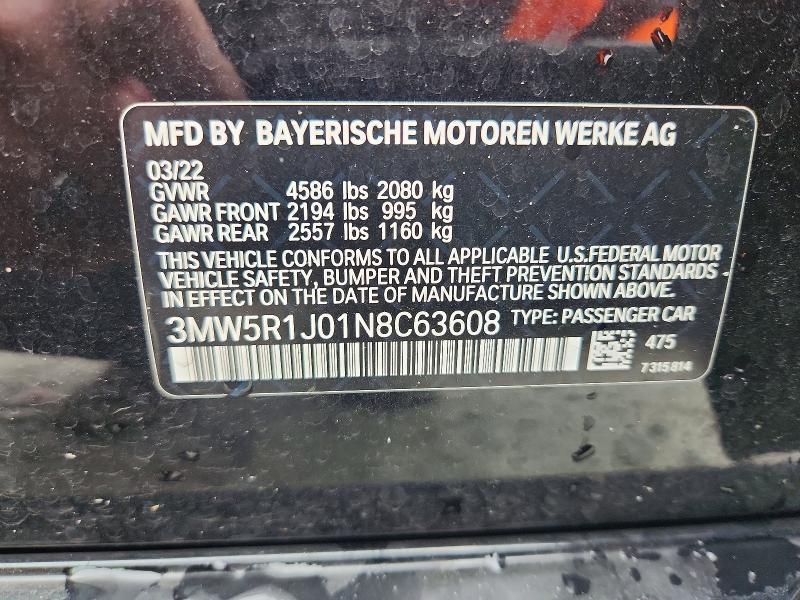 MFD BY BAYERISCHE MOTOREN WERKE AG
03/22
GVWR 4586 lbs 2080 kg
GAWR FRONT 2194 lbs 995 kg
GAWR REAR 2557 lbs 1160 kg
THIS VEHICLE CONFORMS TO ALL APPLICABLE U.S.FEDERAL MOTOR
VEHICLE SAFETY, BUMPER AND THEFT PREVENTION STANDARDS
IN EFFECT ON THE DATE OF MANUFACTURE SHOWN ABOVE.
3MW5R1J01N8C63608 TYPE: PASSENGER CAR
475
7315814